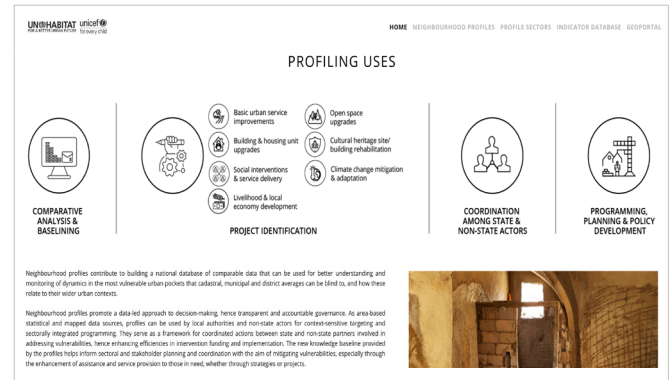 UN HABITAT unicef
FOR A BETTER URBAN FUTURE for every child
HOME NEIGHBOURHOOD PROFILES PROFILE SECTORS INDICATOR DATABASE GEOPORTAL
PROFILING USES
COMPARATIVE
ANALYSIS &
BASELINING
Basic urban service
improvements
Building & housing unit
upgrades
Social interventions
& service delivery
Livelihood & local
economy development
Open space
upgrades
Cultural heritage site/
building rehabilitation
Climate change mitigation
& adaptation
PROJECT IDENTIFICATION
COORDINATION
AMONG STATE &
NON-STATE ACTORS
PROGRAMMING,
PLANNING & POLICY
DEVELOPMENT
Neighbourhood profiles contribute to building a national database of comparable data that can be used for better understanding and
monitoring of dynamics in the most vulnerable urban pockets that cadastral, municipal and district averages can be blind to, and how these
relate to their wider urban contexts.
Neighbourhood profiles promote a data-led approach to decision-making, hence transparent and accountable governance. As area-based
statistical and mapped data sources, profiles can be used by local authorities and non-state actors for context-sensitive targeting and
sectorally integrated programming. They serve as a framework for coordinated actions between state and non-state partners involved in
addressing vulnerabilities, hence enhancing efficiencies in intervention funding and implementation. The new knowledge baseline provided
by the profiles helps inform sectoral and stakeholder planning and coordination with the aim of mitigating vulnerabilities, especially through
the enhancement of assistance and service provision to those in need, whether through strategies or projects.